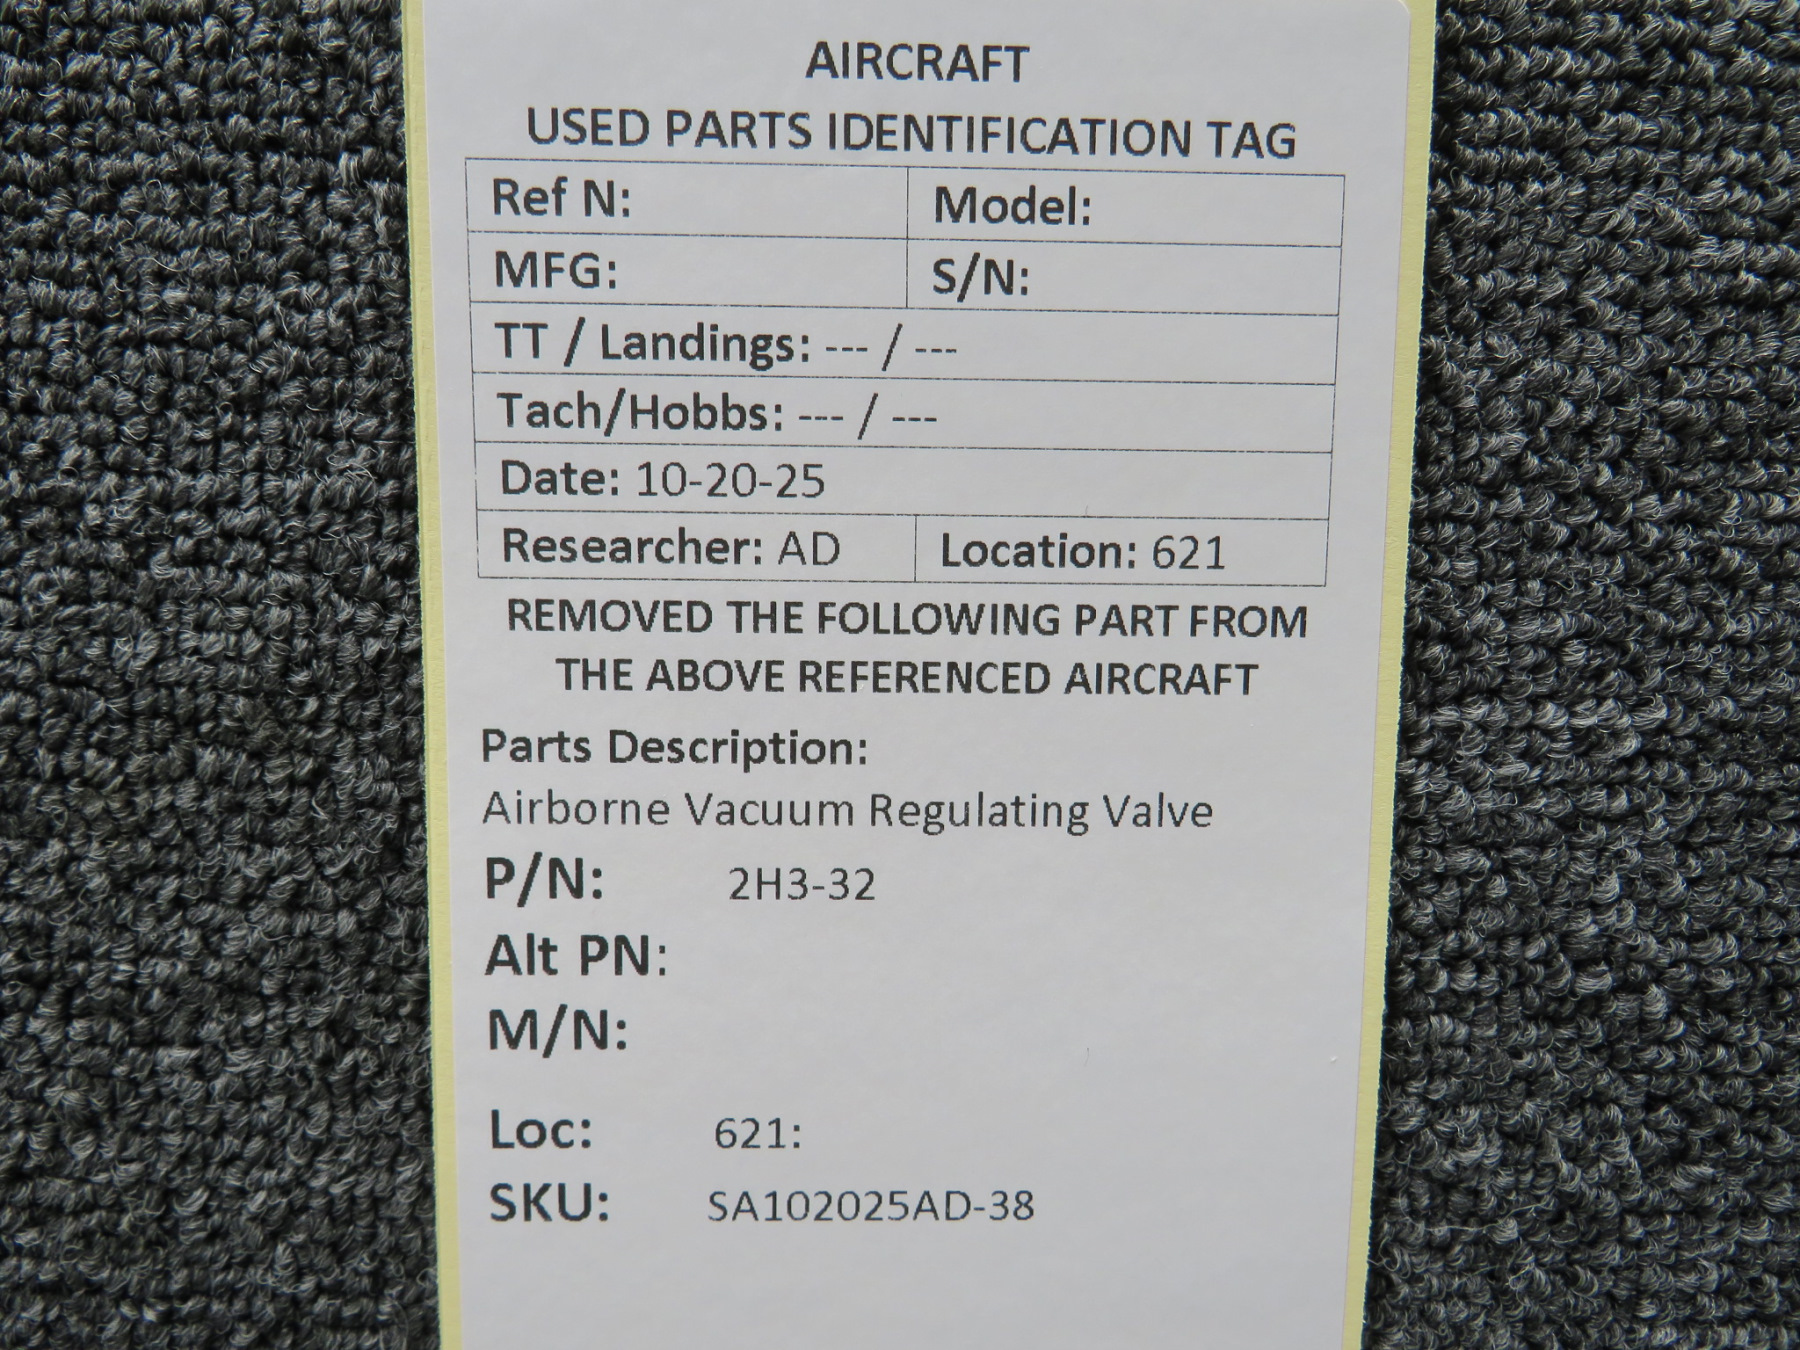 AIRCRAFT
USED PARTS IDENTIFICATION TAG
Ref N: Model:
MFG: S/N:
TT / Landings: --- / ---
Tach/Hobbs: --- / ---
Date: 10-20-25
Researcher: AD Location: 621
REMOVED THE FOLLOWING PART FROM
THE ABOVE REFERENCED AIRCRAFT
Parts Description:
Airborne Vacuum Regulating Valve
P/N: 2H3-32
Alt PN:
M/N:
Loc: 621:
SKU: SA102025AD-38